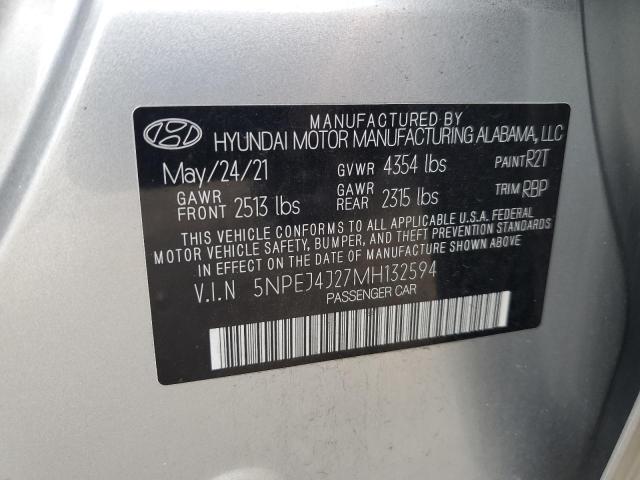 MANUFACTURED BY
HYUNDAI MOTOR MANUFACTURING ALABAMA, LLC
May/24/21 GVWR 4354 lbs PAINT R2T
GAWR FRONT 2513 lbs GAWR REAR 2315 lbs TRIM RBP
THIS VEHICLE CONFORMS TO ALL APPLICABLE U.S.A. FEDERAL
MOTOR VEHICLE SAFETY, BUMPER, AND THEFT PREVENTION STANDARDS
IN EFFECT ON THE DATE OF MANUFACTURE SHOWN ABOVE
V.I.N 5NPEJ4J27MH132594
PASSENGER CAR